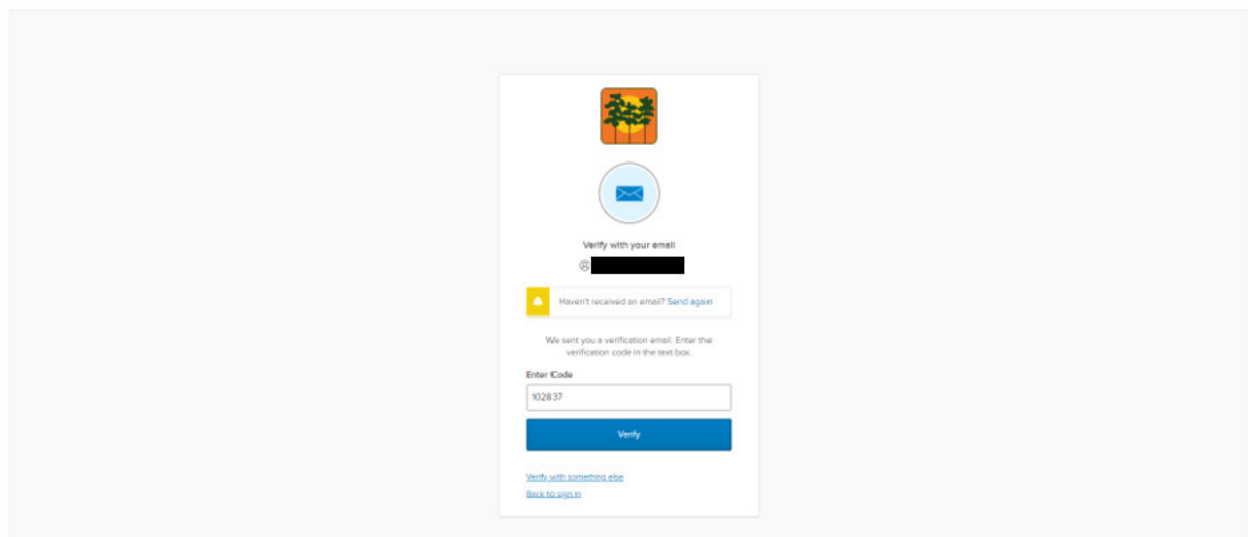 Verify with your email
Haven't received an email? Send again
We sent you a verification email. Enter the
verification code in the text box.
Enter Code
102837
Verify
Verify with something else
Back to sign in